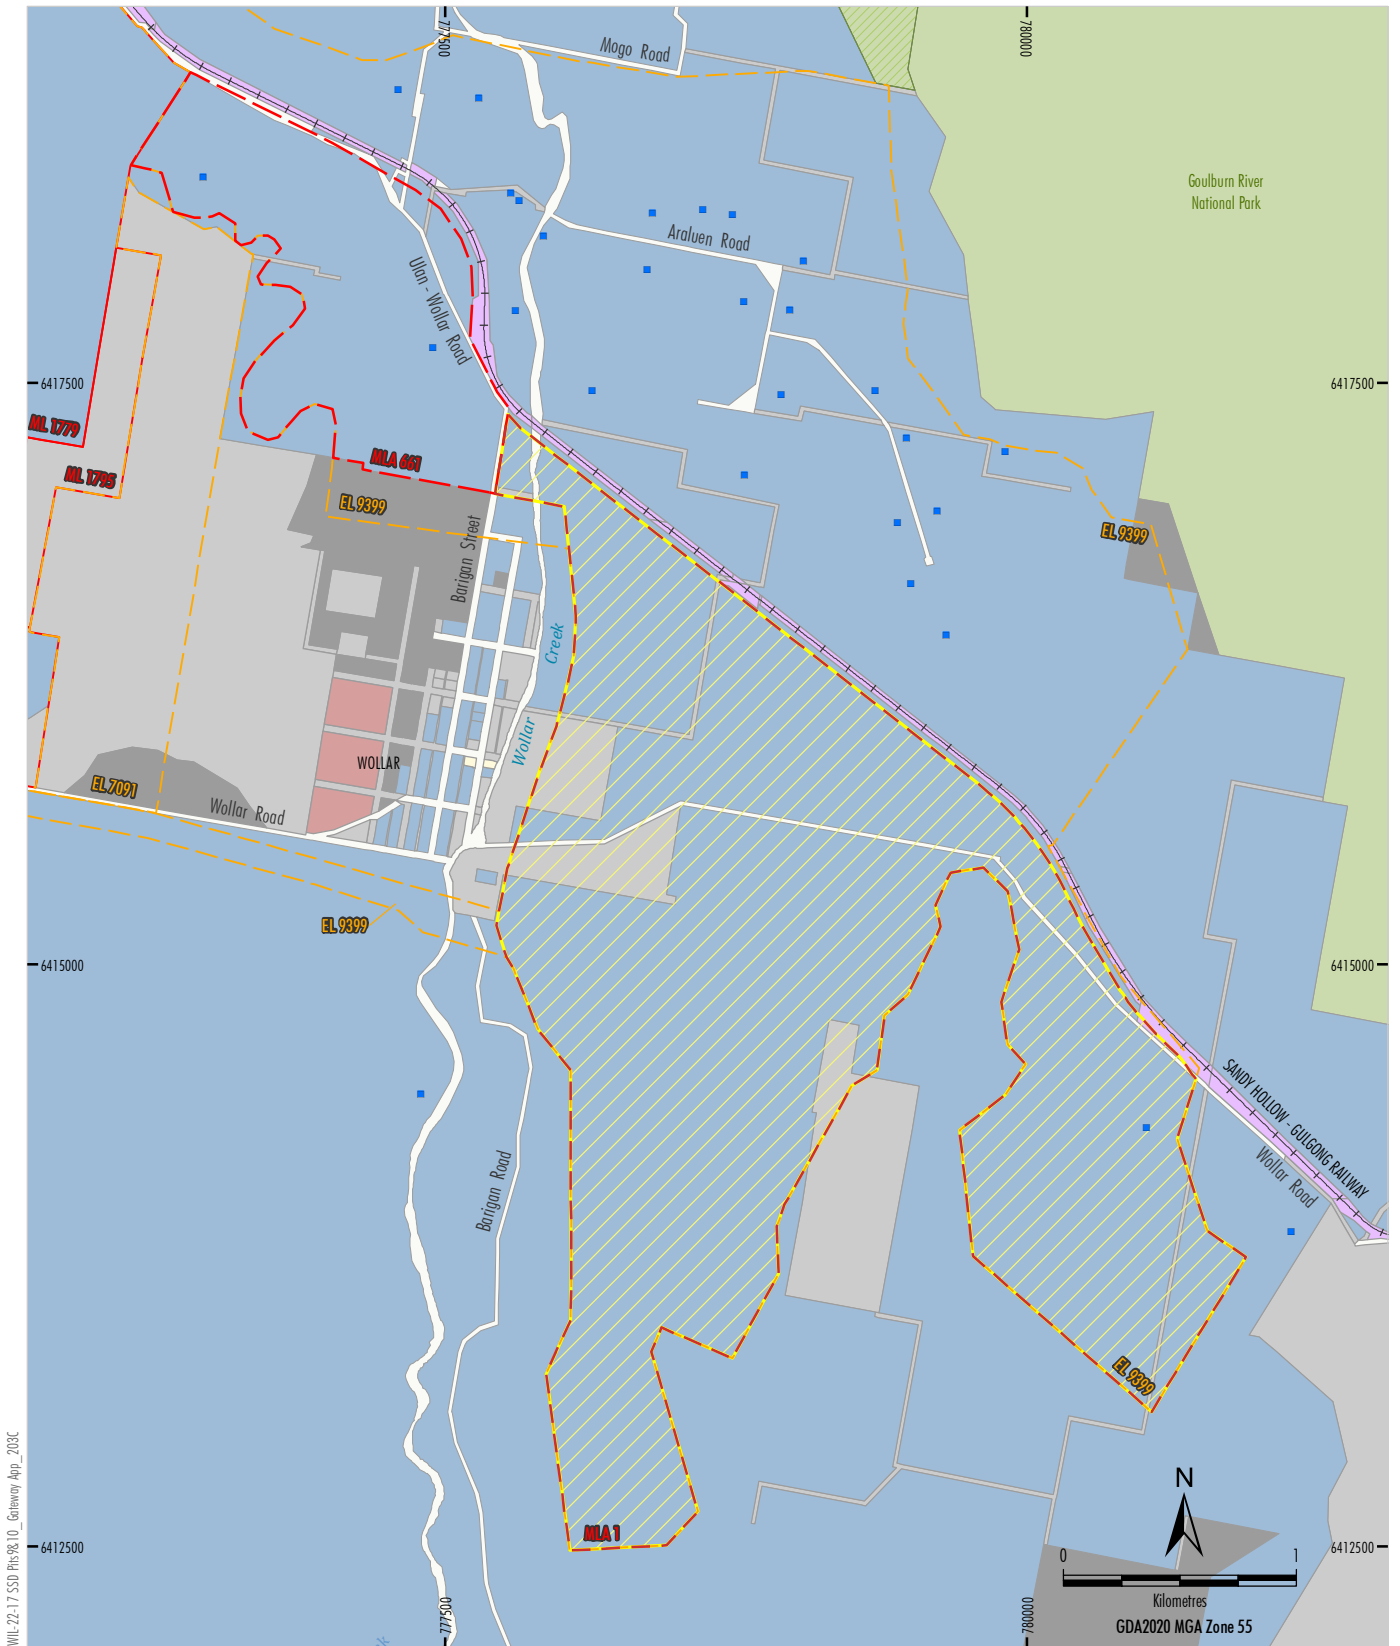 777500
780000
Mogo Road
Goulburn River
National Park
Araluen Road
Ulan - Wollar Road
6417500
6417500
ML 1779
MLA 661
ML 1795
EL 9399
Barigan Street
EL 9399
Creek
Wollar
WOLLAR
EL 7091
Wollar Road
EL 9399
6415000
6415000
SANDY HOLLOW - GULGONG RAILWAY
Wollar Road
Barigan Road
EL 9399
MLA 1
N
6412500
6412500
0 1
Kilometres
GDA2020 MGA Zone 55
777500
780000
WIL-22-17 SSD Pits9&10_Gateway App_203C